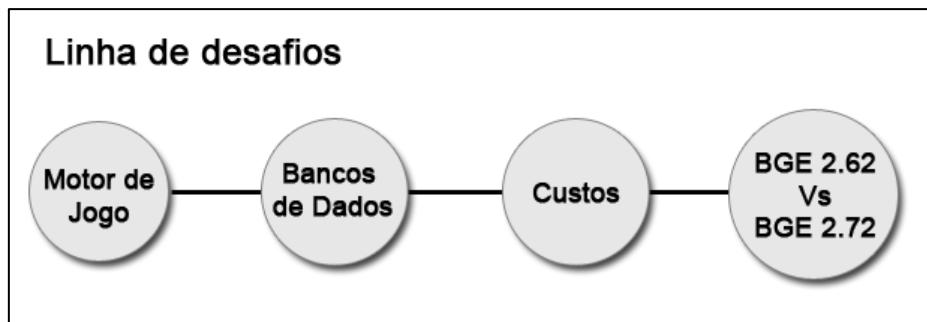 Linha de desafios
Motor de
Jogo
Bancos
de Dados
Custos
BGE 2.62
Vs
BGE 2.72